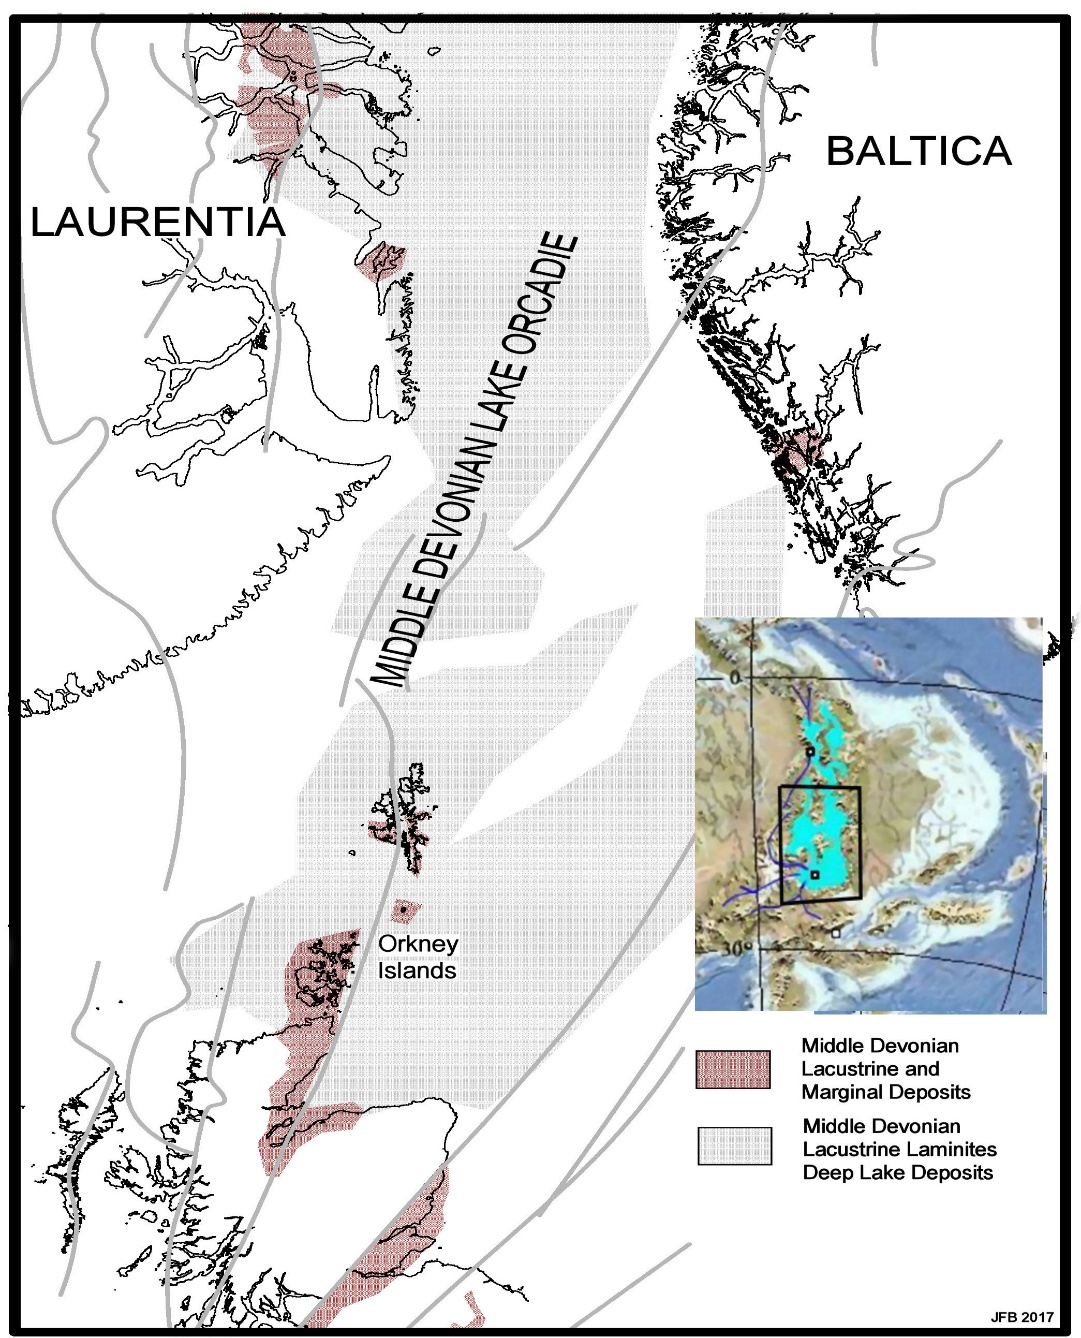 BALTICA
LAURENTIA
MIDDLE DEVONIAN LAKE ORCADIE
Orkney
Islands
0
30°
Middle Devonian
Lacustrine and
Marginal Deposits
Middle Devonian
Lacustrine Laminites
Deep Lake Deposits
JFB 2017